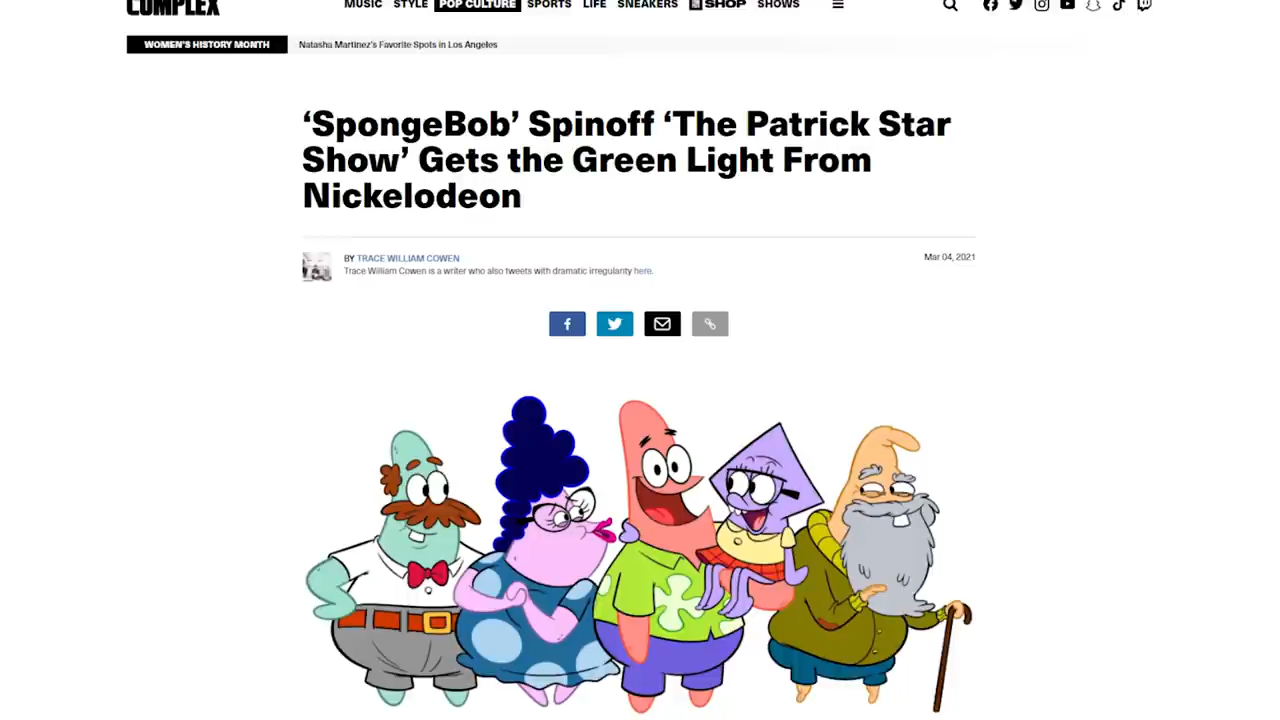 COMPLEX
MUSIC STYLE POP CULTURE SPORTS LIFE SNEAKERS SHOP SHOWS
WOMEN'S HISTORY MONTH Natasha Martinez's Favorite Spots in Los Angeles
‘SpongeBob’ Spinoff ‘The Patrick Star
Show’ Gets the Green Light From
Nickelodeon
BY TRACE WILLIAM COWEN
Mar 04, 2021
Trace William Cowen is a writer who also tweets with dramatic irregularity here.